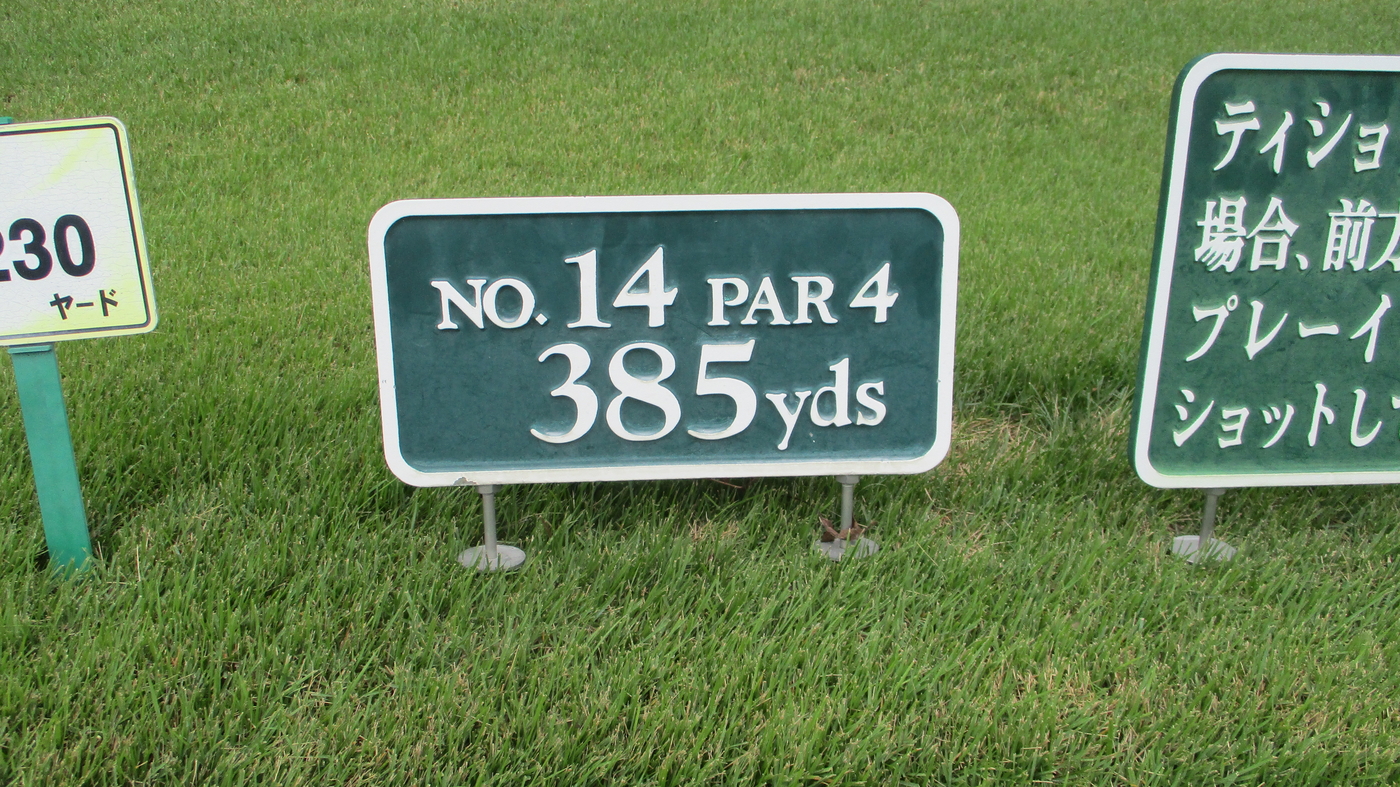 230
ヤード
NO. 14 PAR 4
385yds
ティショ
場合、前方
プレーイ
ショットし